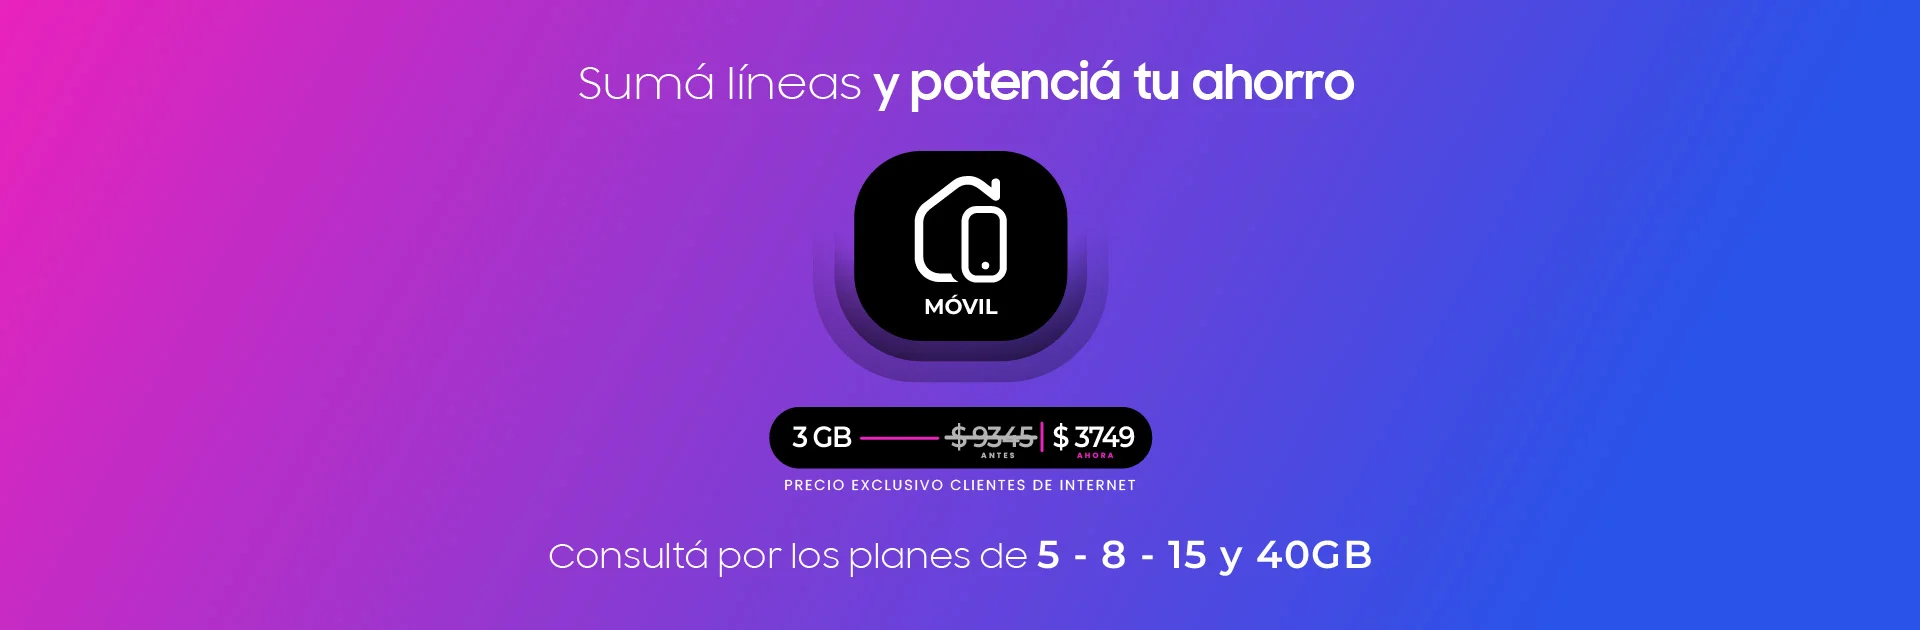 Sumá líneas y potenciá tu ahorro
MÓVIL
3 GB $ 9345 $ 3749
ANTES AHORA
PRECIO EXCLUSIVO CLIENTES DE INTERNET
Consultá por los planes de 5 - 8 - 15 y 40GB